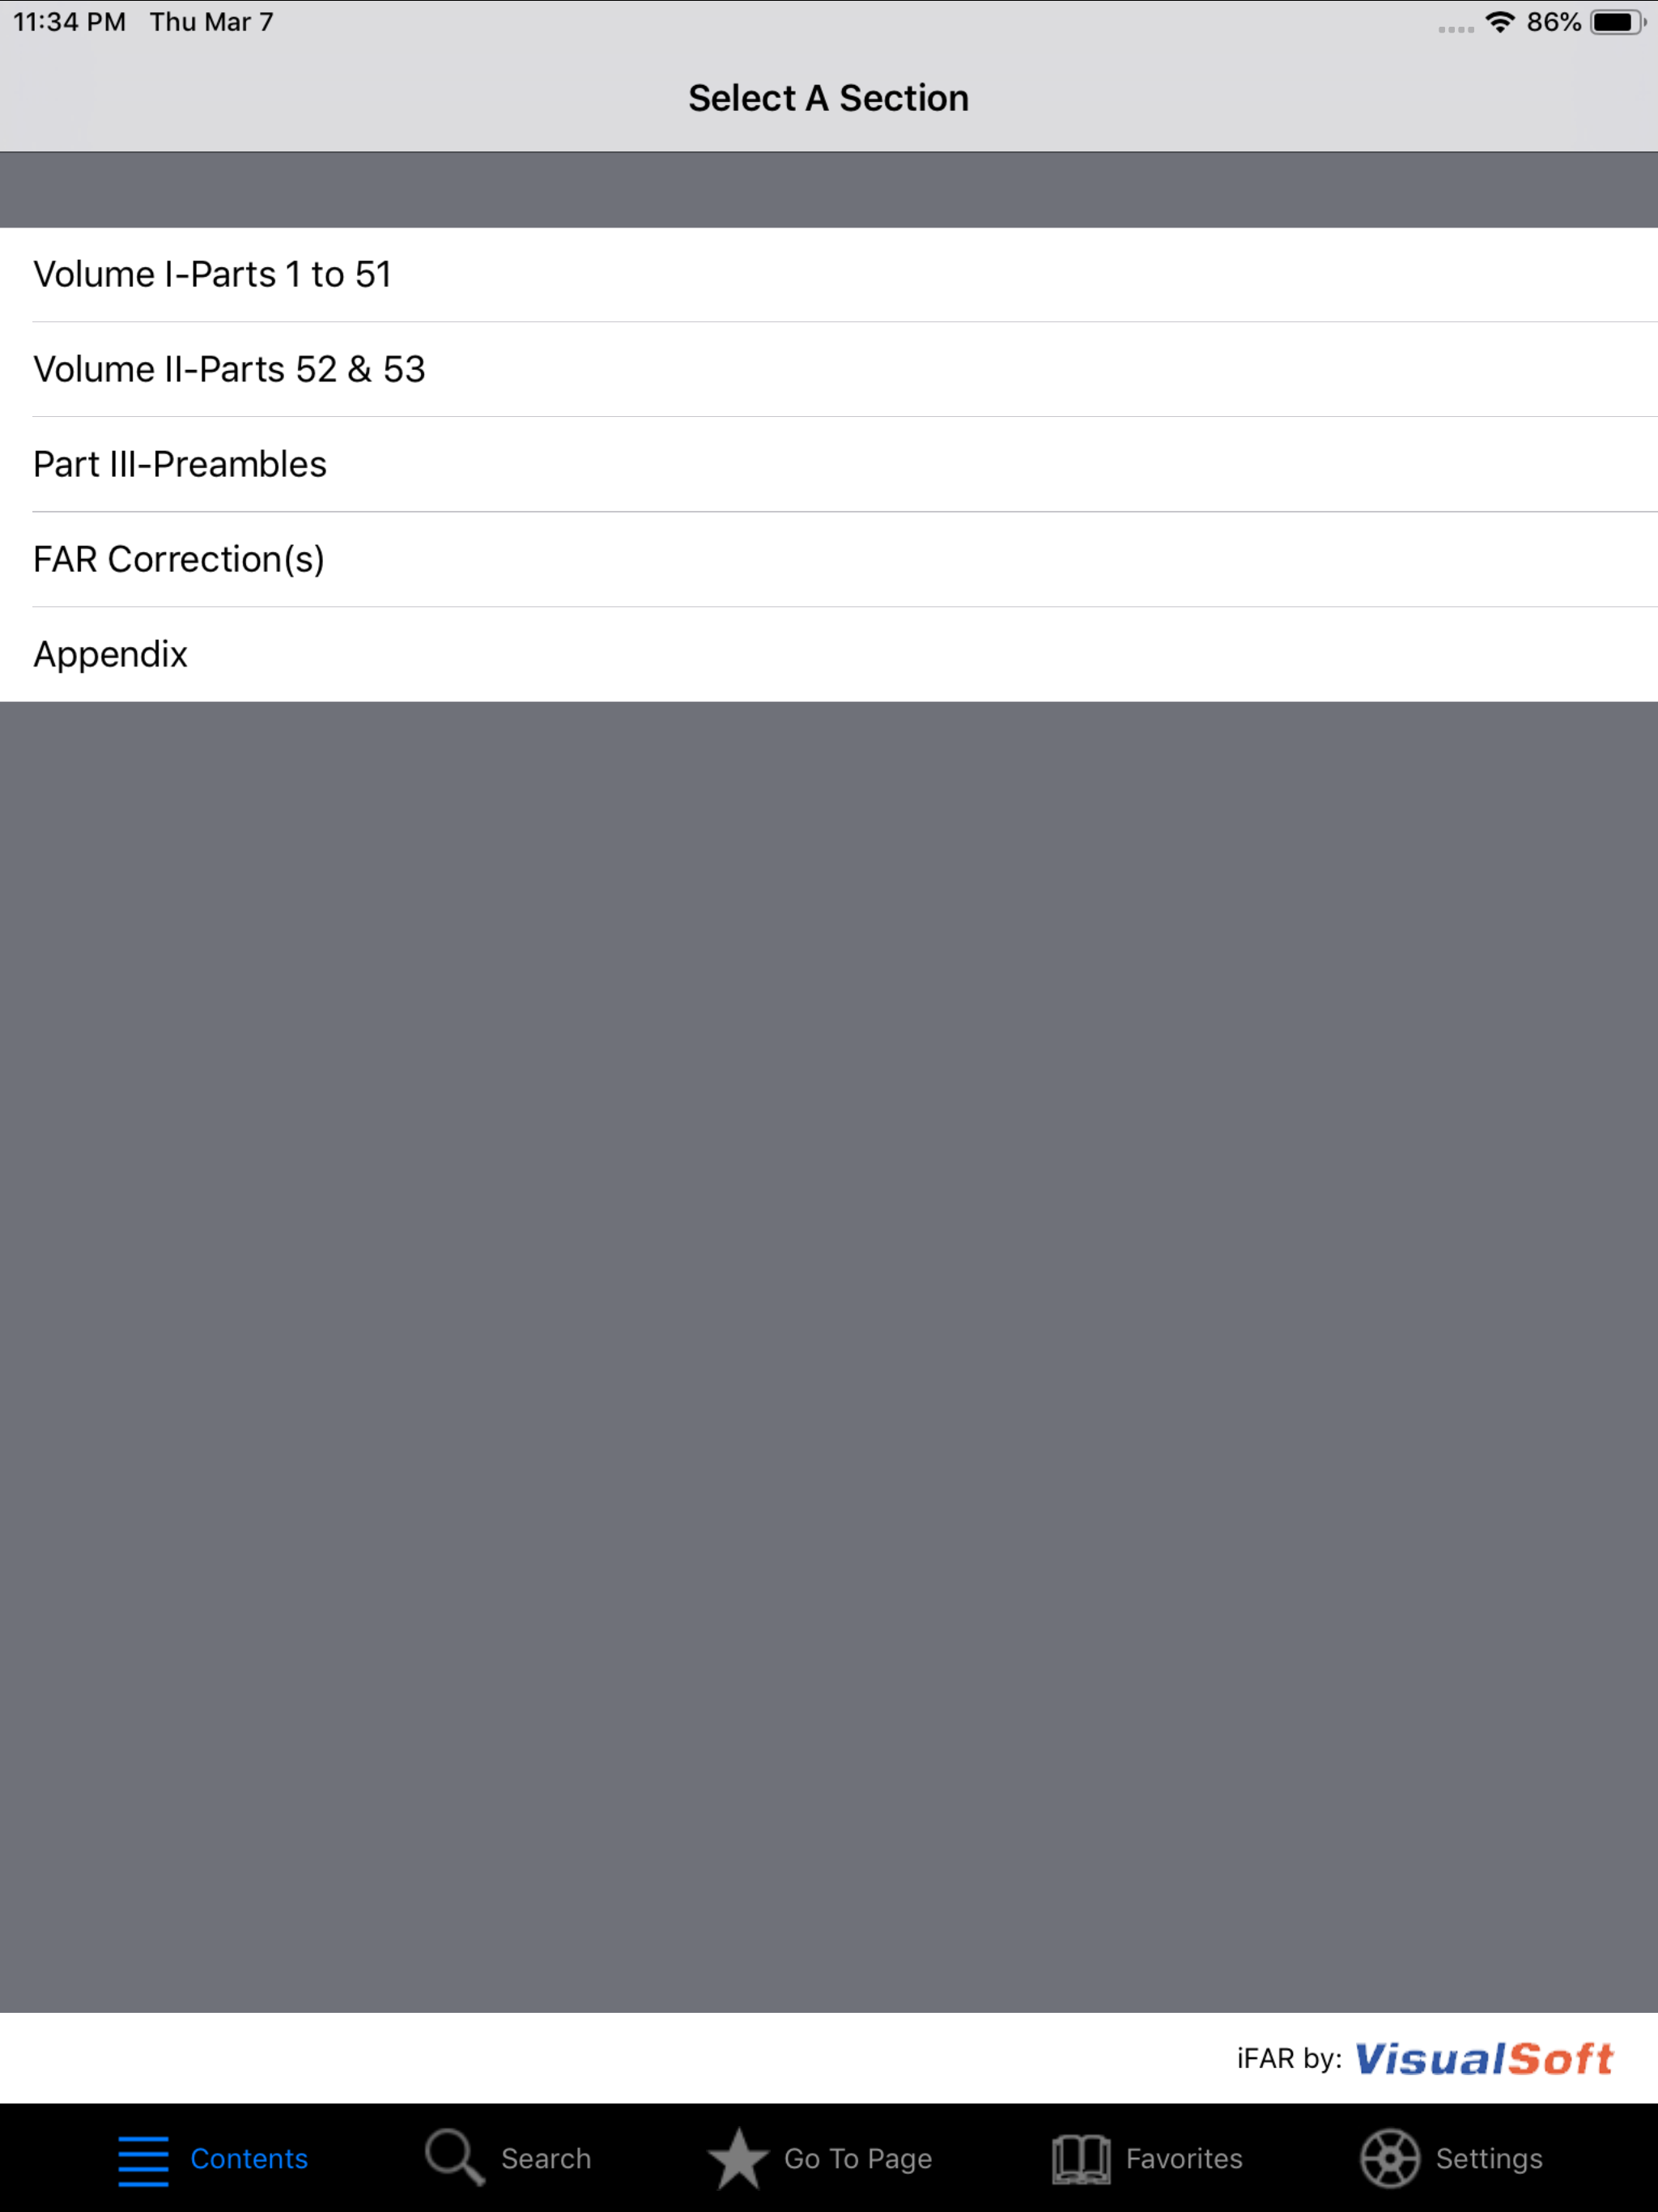 11:34 PM Thu Mar 7 86%
Select A Section
Volume I-Parts 1 to 51
Volume II-Parts 52 & 53
Part III-Preambles
FAR Correction(s)
Appendix
iFAR by: VisualSoft
Contents Search Go To Page Favorites Settings